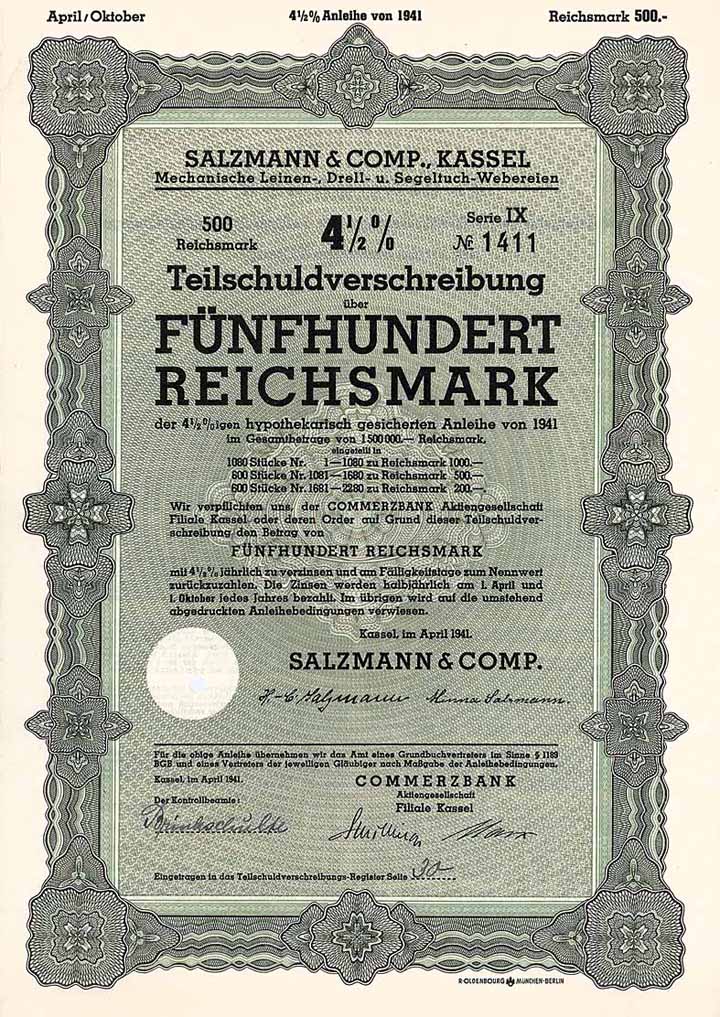 April/Oktober 4½% Anleihe von 1941 Reichsmark 500.-
SALZMANN & COMP., KASSEL
Mechanische Leinen-, Drell- u. Segeltuch-Webereien
500 4½% Serie IX
Reichsmark № 1411
Teilschuldverschreibung
über
FÜNFHUNDERT
REICHSMARK
der 4½%igen hypothekarisch gesicherten Anleihe von 1941
im Gesamtbetrage von 1500000.— Reichsmark,
eingeteilt in
1080 Stücke Nr. 1—1080 zu Reichsmark 1000.—
600 Stücke Nr. 1081—1680 zu Reichsmark 500.—
600 Stücke Nr. 1681—2280 zu Reichsmark 200.—.
Wir verpflichten uns, der COMMERZBANK Aktiengesellschaft
Filiale Kassel oder deren Order auf Grund dieser Teilschuldver-
schreibung den Betrag von
FÜNFHUNDERT REICHSMARK
mit 4½% jährlich zu verzinsen und am Fälligkeitstage zum Nennwert
zurückzuzahlen. Die Zinsen werden halbjährlich am 1. April und
1. Oktober jedes Jahres bezahlt. Im übrigen wird auf die umstehend
abgedruckten Anleihebedingungen verwiesen.
Kassel, im April 1941.
SALZMANN & COMP.
H-C Salzmann Minna Salzmann.
Für die obige Anleihe übernehmen wir das Amt eines Grundbuchvertreters im Sinne § 1189
BGB und eines Vertreters der jeweiligen Gläubiger nach Maßgabe der Anleihebedingungen.
Kassel, im April 1941. COMMERZBANK
Aktiengesellschaft
Der Kontrollbeamte: Filiale Kassel
Brinkschulte
Eingetragen in das Teilschuldverschreibungs-Register Seite 30
R·OLDENBOURG MÜNCHEN·BERLIN